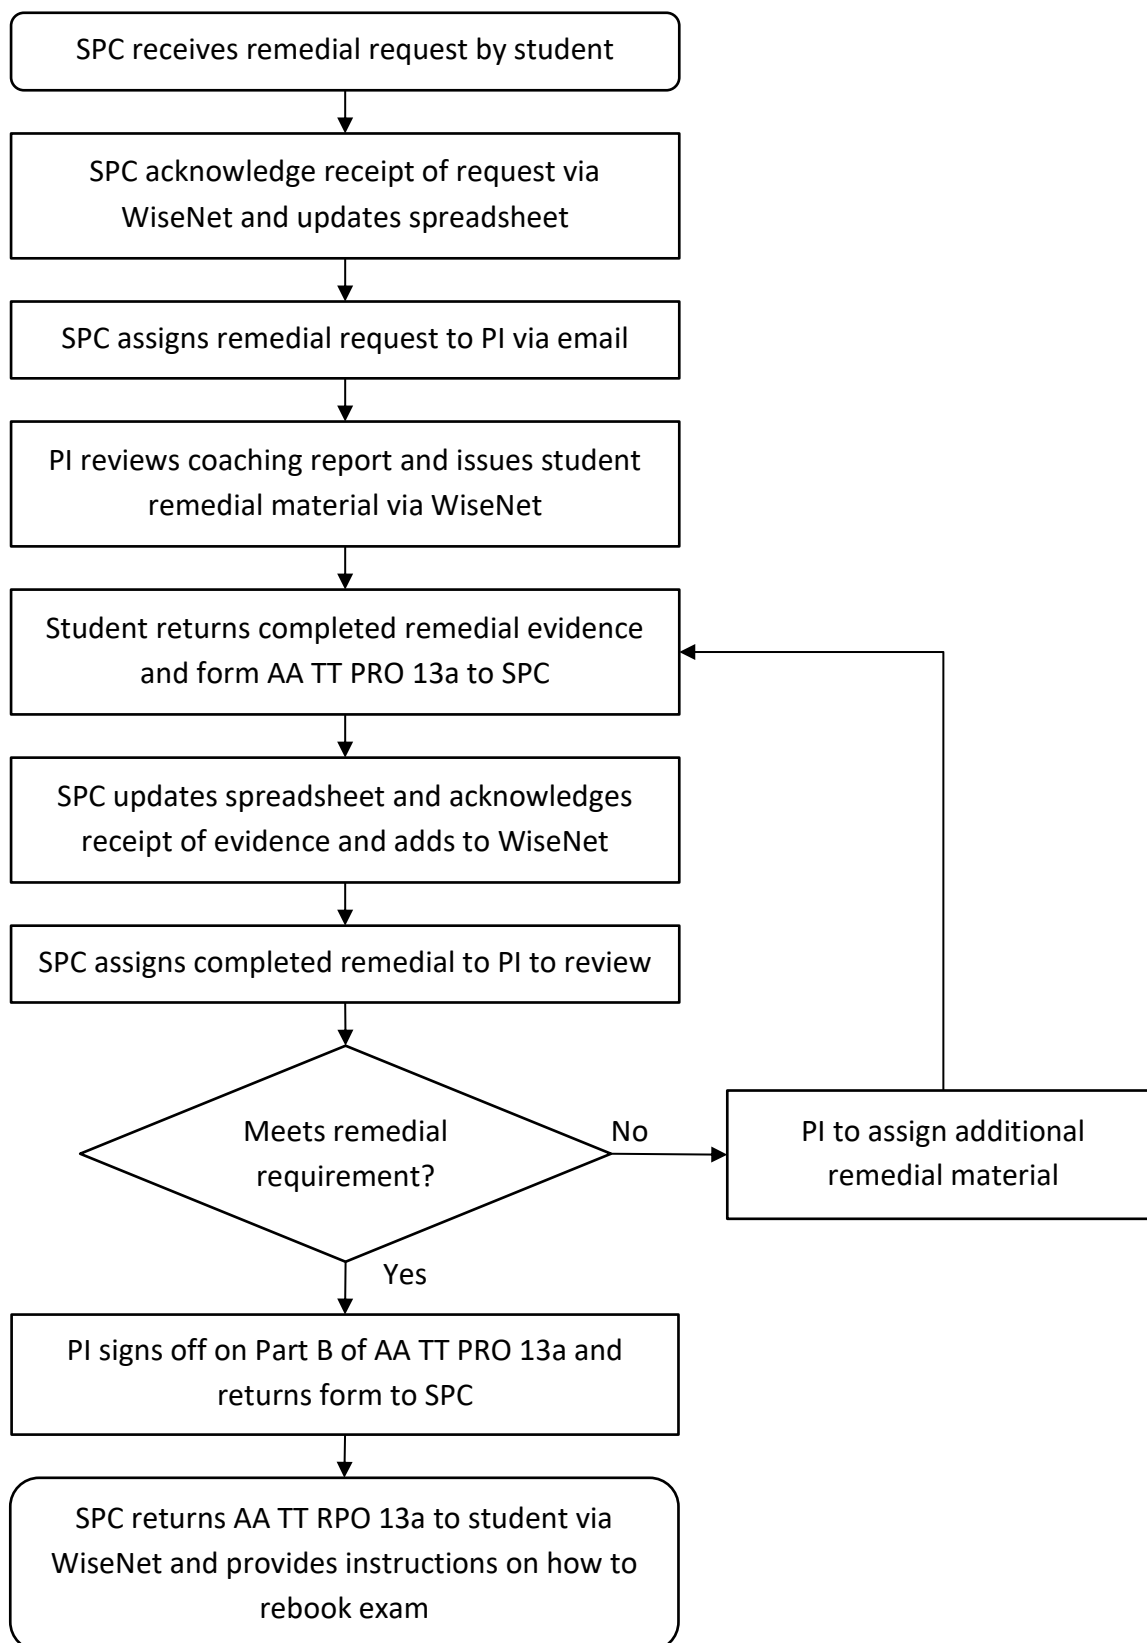 SPC receives remedial request by student
SPC acknowledge receipt of request via
WiseNet and updates spreadsheet
SPC assigns remedial request to PI via email
PI reviews coaching report and issues student
remedial material via WiseNet
Student returns completed remedial evidence
and form AA TT PRO 13a to SPC
SPC updates spreadsheet and acknowledges
receipt of evidence and adds to WiseNet
SPC assigns completed remedial to PI to review
Meets remedial
requirement?
No
PI to assign additional
remedial material
Yes
PI signs off on Part B of AA TT PRO 13a and
returns form to SPC
SPC returns AA TT RPO 13a to student via
WiseNet and provides instructions on how to
rebook exam